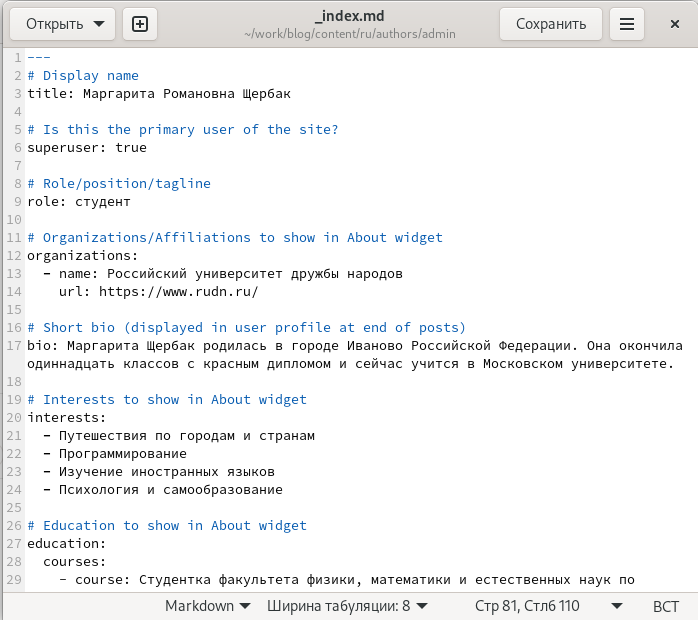 Открыть
_index.md
~/work/blog/content/ru/authors/admin
Сохранить
1 ---
2 # Display name
3 title: Маргарита Романовна Щербак
4
5 # Is this the primary user of the site?
6 superuser: true
7
8 # Role/position/tagline
9 role: студент
10
11 # Organizations/Affiliations to show in About widget
12 organizations:
13   - name: Российский университет дружбы народов
14     url: https://www.rudn.ru/
15
16 # Short bio (displayed in user profile at end of posts)
17 bio: Маргарита Щербак родилась в городе Иваново Российской Федерации. Она окончила
одиннадцать классов с красным дипломом и сейчас учится в Московском университете.
18
19 # Interests to show in About widget
20 interests:
21   - Путешествия по городам и странам
22   - Программирование
23   - Изучение иностранных языков
24   - Психология и самообразование
25
26 # Education to show in About widget
27 education:
28   courses:
29     - course: Студентка факультета физики, математики и естественных наук по
Markdown Ширина табуляции: 8 Стр 81, Стлб 110 ВСТ